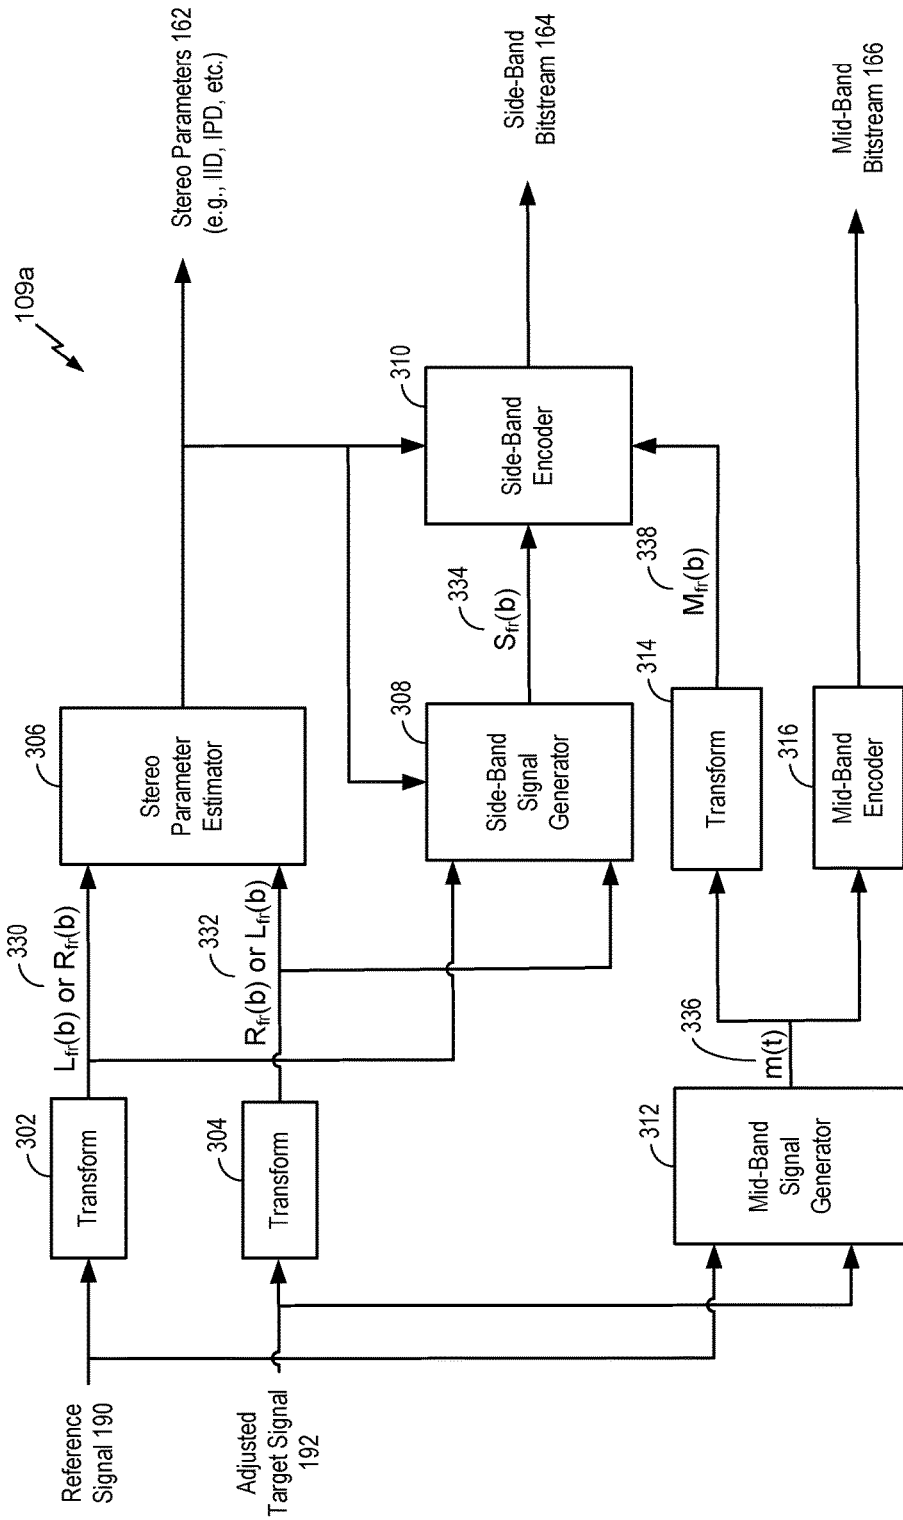 109a
Reference
Signal 190
Adjusted
Target Signal
192
302
Transform
304
Transform
330
Lfr(b) or Rfr(b)
332
Rfr(b) or Lfr(b)
306
Stereo
Parameter
Estimator
Stereo Parameters 162
(e.g., IID, IPD, etc.)
308
Side-Band
Signal
Generator
334
Sfr(b)
310
Side-Band
Encoder
Side-Band
Bitstream 164
312
Mid-Band
Signal
Generator
336
m(t)
314
Transform
338
Mfr(b)
316
Mid-Band
Encoder
Mid-Band
Bitstream 166